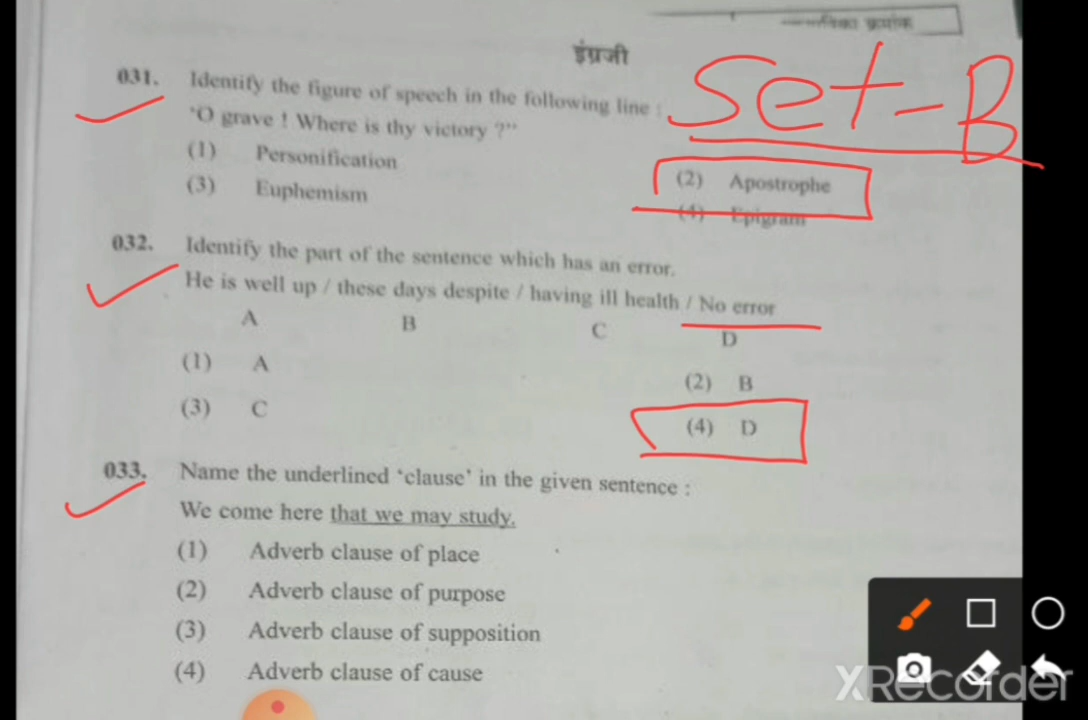 क्रमांक
इंग्रजी
Set-B
031. Identify the figure of speech in the following line :
'O grave ! Where is thy victory ?"
(1) Personification (2) Apostrophe
(3) Euphemism (4) Epigram
032. Identify the part of the sentence which has an error.
He is well up / these days despite / having ill health / No error
A B C D
(1) A (2) B
(3) C (4) D
033. Name the underlined 'clause' in the given sentence :
We come here that we may study.
(1) Adverb clause of place
(2) Adverb clause of purpose
(3) Adverb clause of supposition
(4) Adverb clause of cause
XRecorder